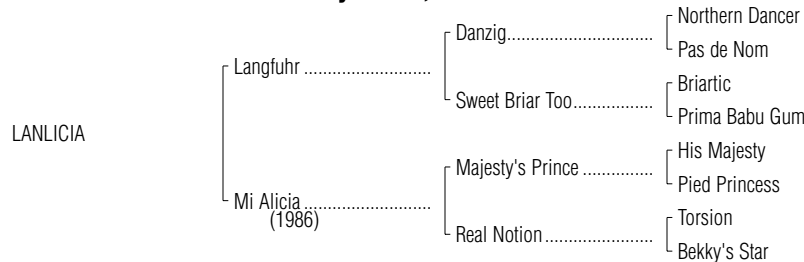 Northern Dancer
Danzig
Pas de Nom
Langfuhr
Briartic
Sweet Briar Too
Prima Babu Gum
LANLICIA
His Majesty
Majesty's Prince
Pied Princess
Mi Alicia
(1986)
Torsion
Real Notion
Bekky's Star